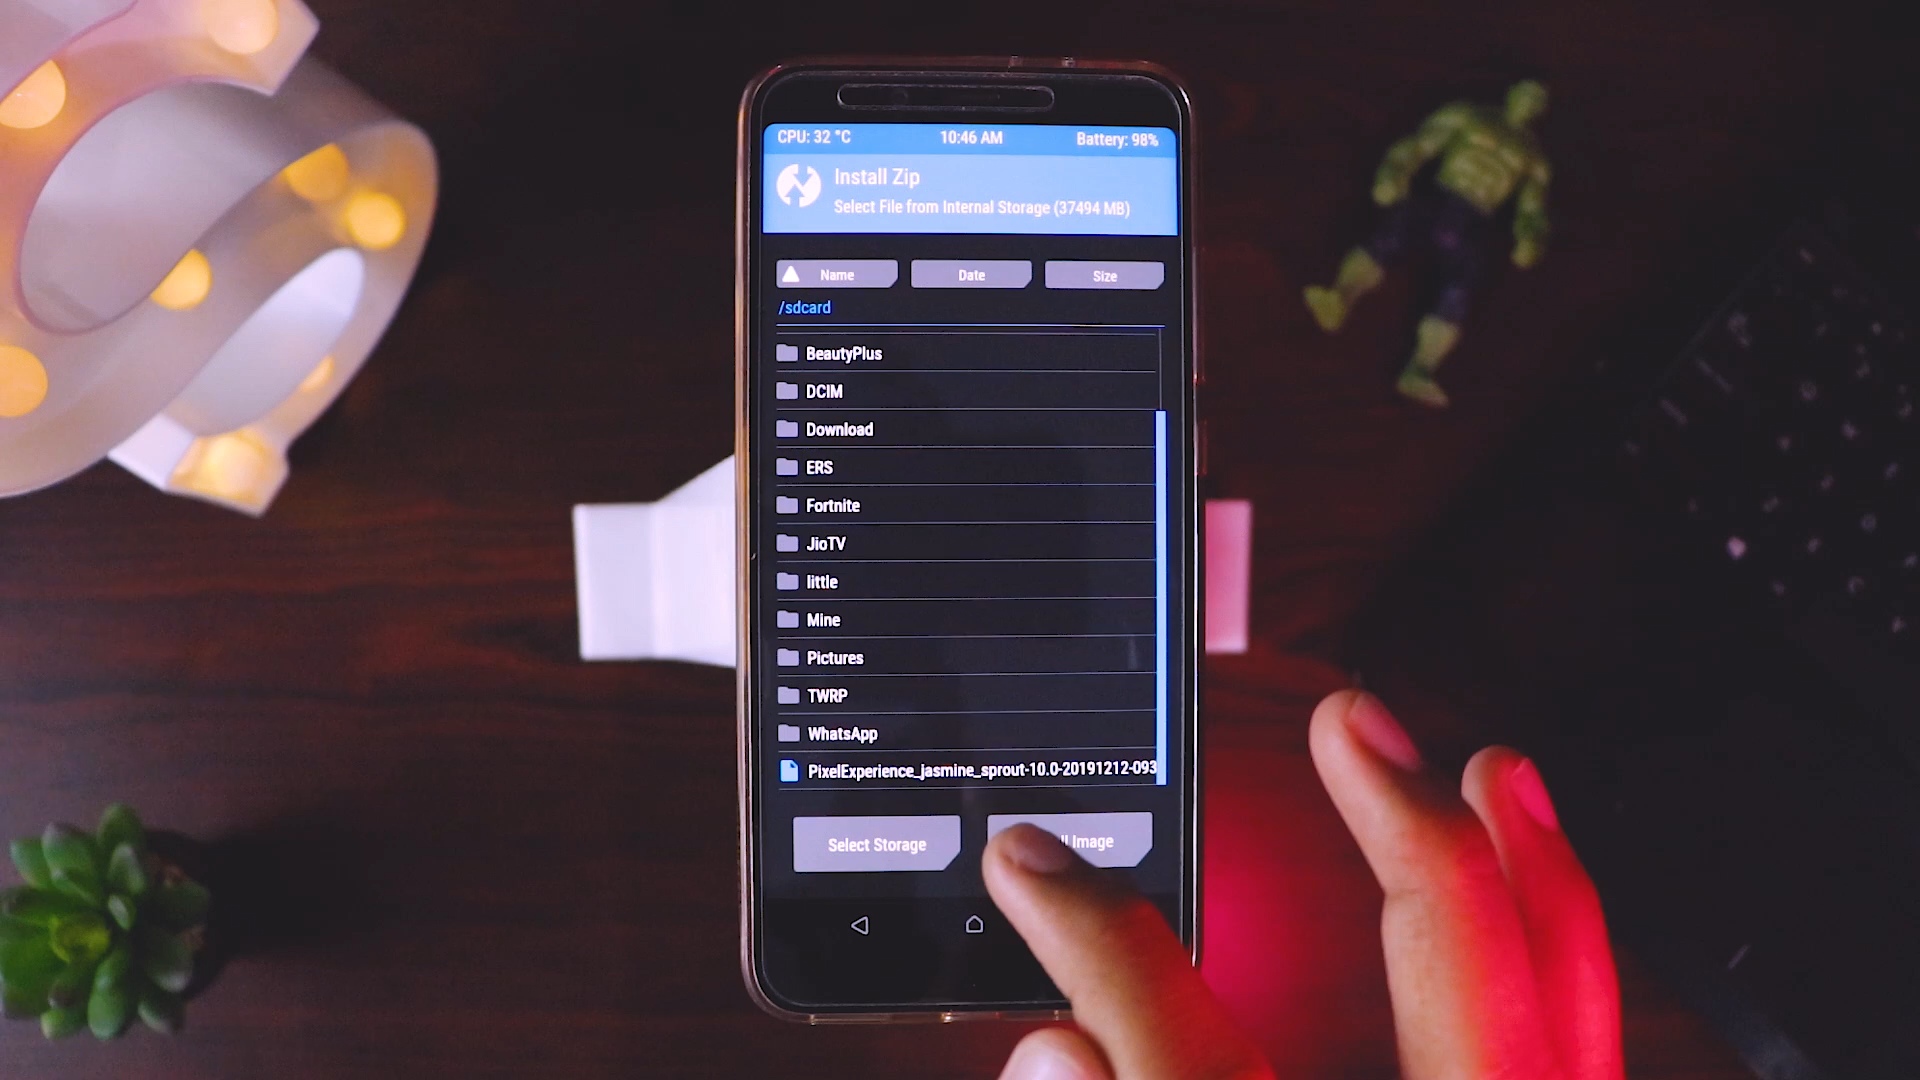 CPU: 32 °C 10:46 AM Battery: 98%
Install Zip
Select File from Internal Storage (37494 MB)
Name Date Size
/sdcard
BeautyPlus
DCIM
Download
ERS
Fortnite
JioTV
little
Mine
Pictures
TWRP
WhatsApp
PixelExperience_jasmine_sprout-10.0-20191212-093
Select Storage Image